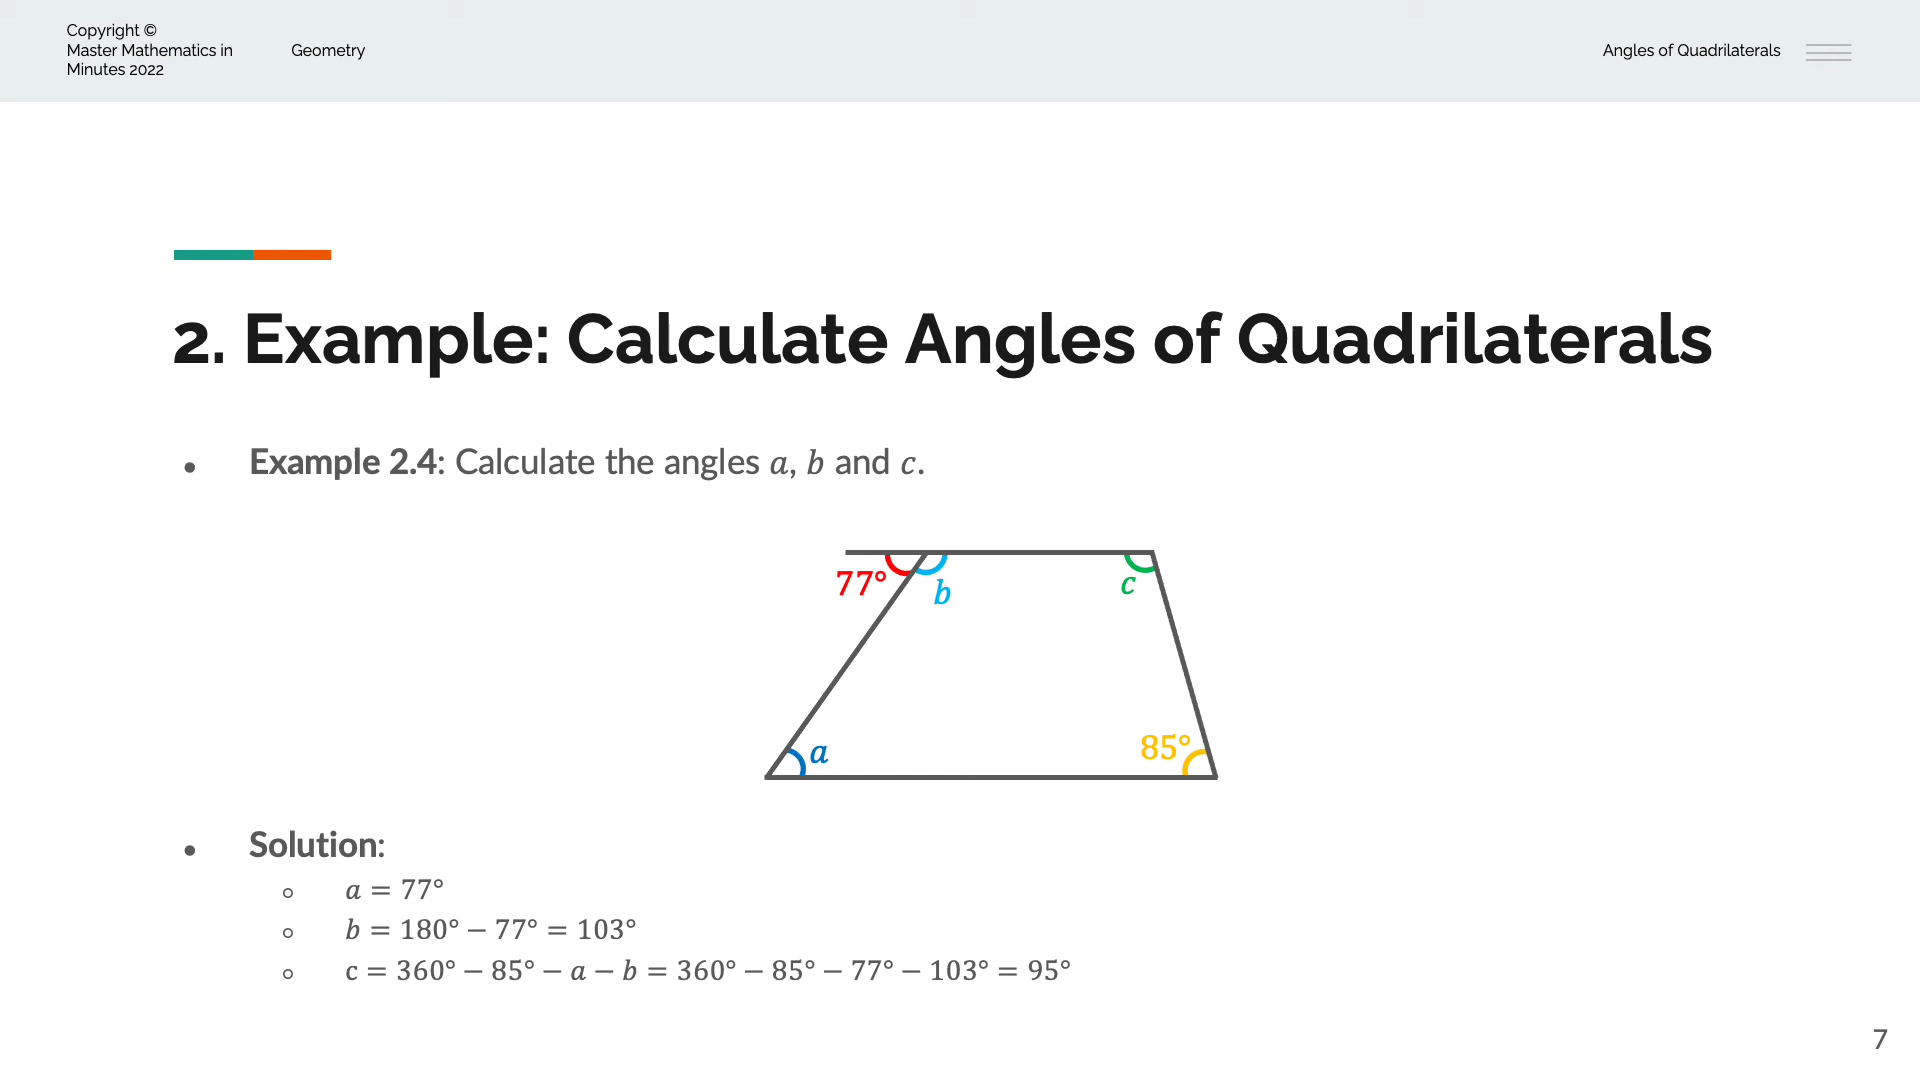 Copyright ©
Master Mathematics in
Minutes 2022
Geometry
Angles of Quadrilaterals
2. Example: Calculate Angles of Quadrilaterals
● Example 2.4: Calculate the angles a, b and c.
77°
b
c
a
85°
● Solution:
○ a = 77°
○ b = 180° − 77° = 103°
○ c = 360° − 85° − a − b = 360° − 85° − 77° − 103° = 95°
7